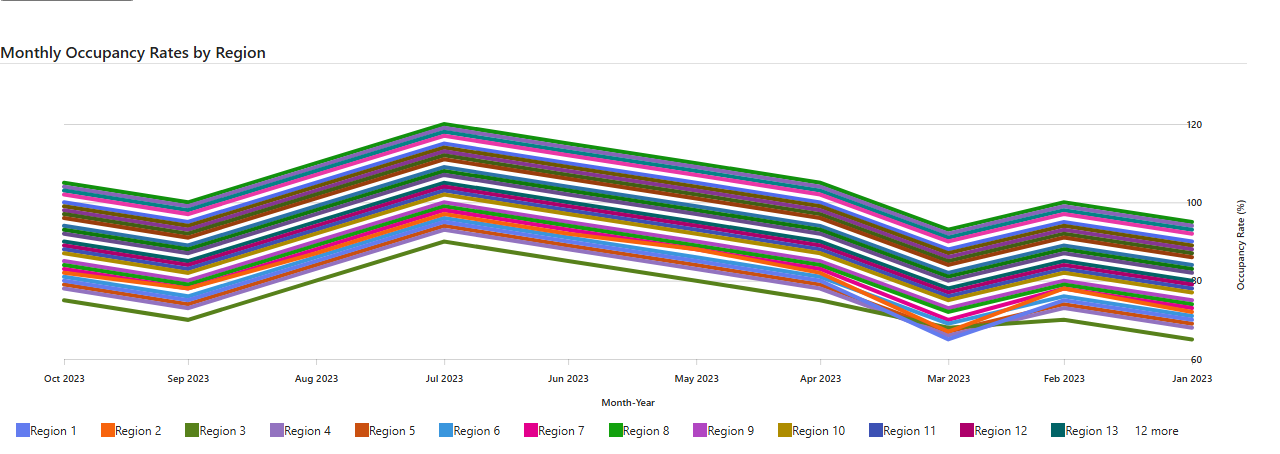 Monthly Occupancy Rates by Region
120
100
80
60
Occupancy Rate (%)
Oct 2023 Sep 2023 Aug 2023 Jul 2023 Jun 2023 May 2023 Apr 2023 Mar 2023 Feb 2023 Jan 2023
Month-Year
Region 1 Region 2 Region 3 Region 4 Region 5 Region 6 Region 7 Region 8 Region 9 Region 10 Region 11 Region 12 Region 13 12 more